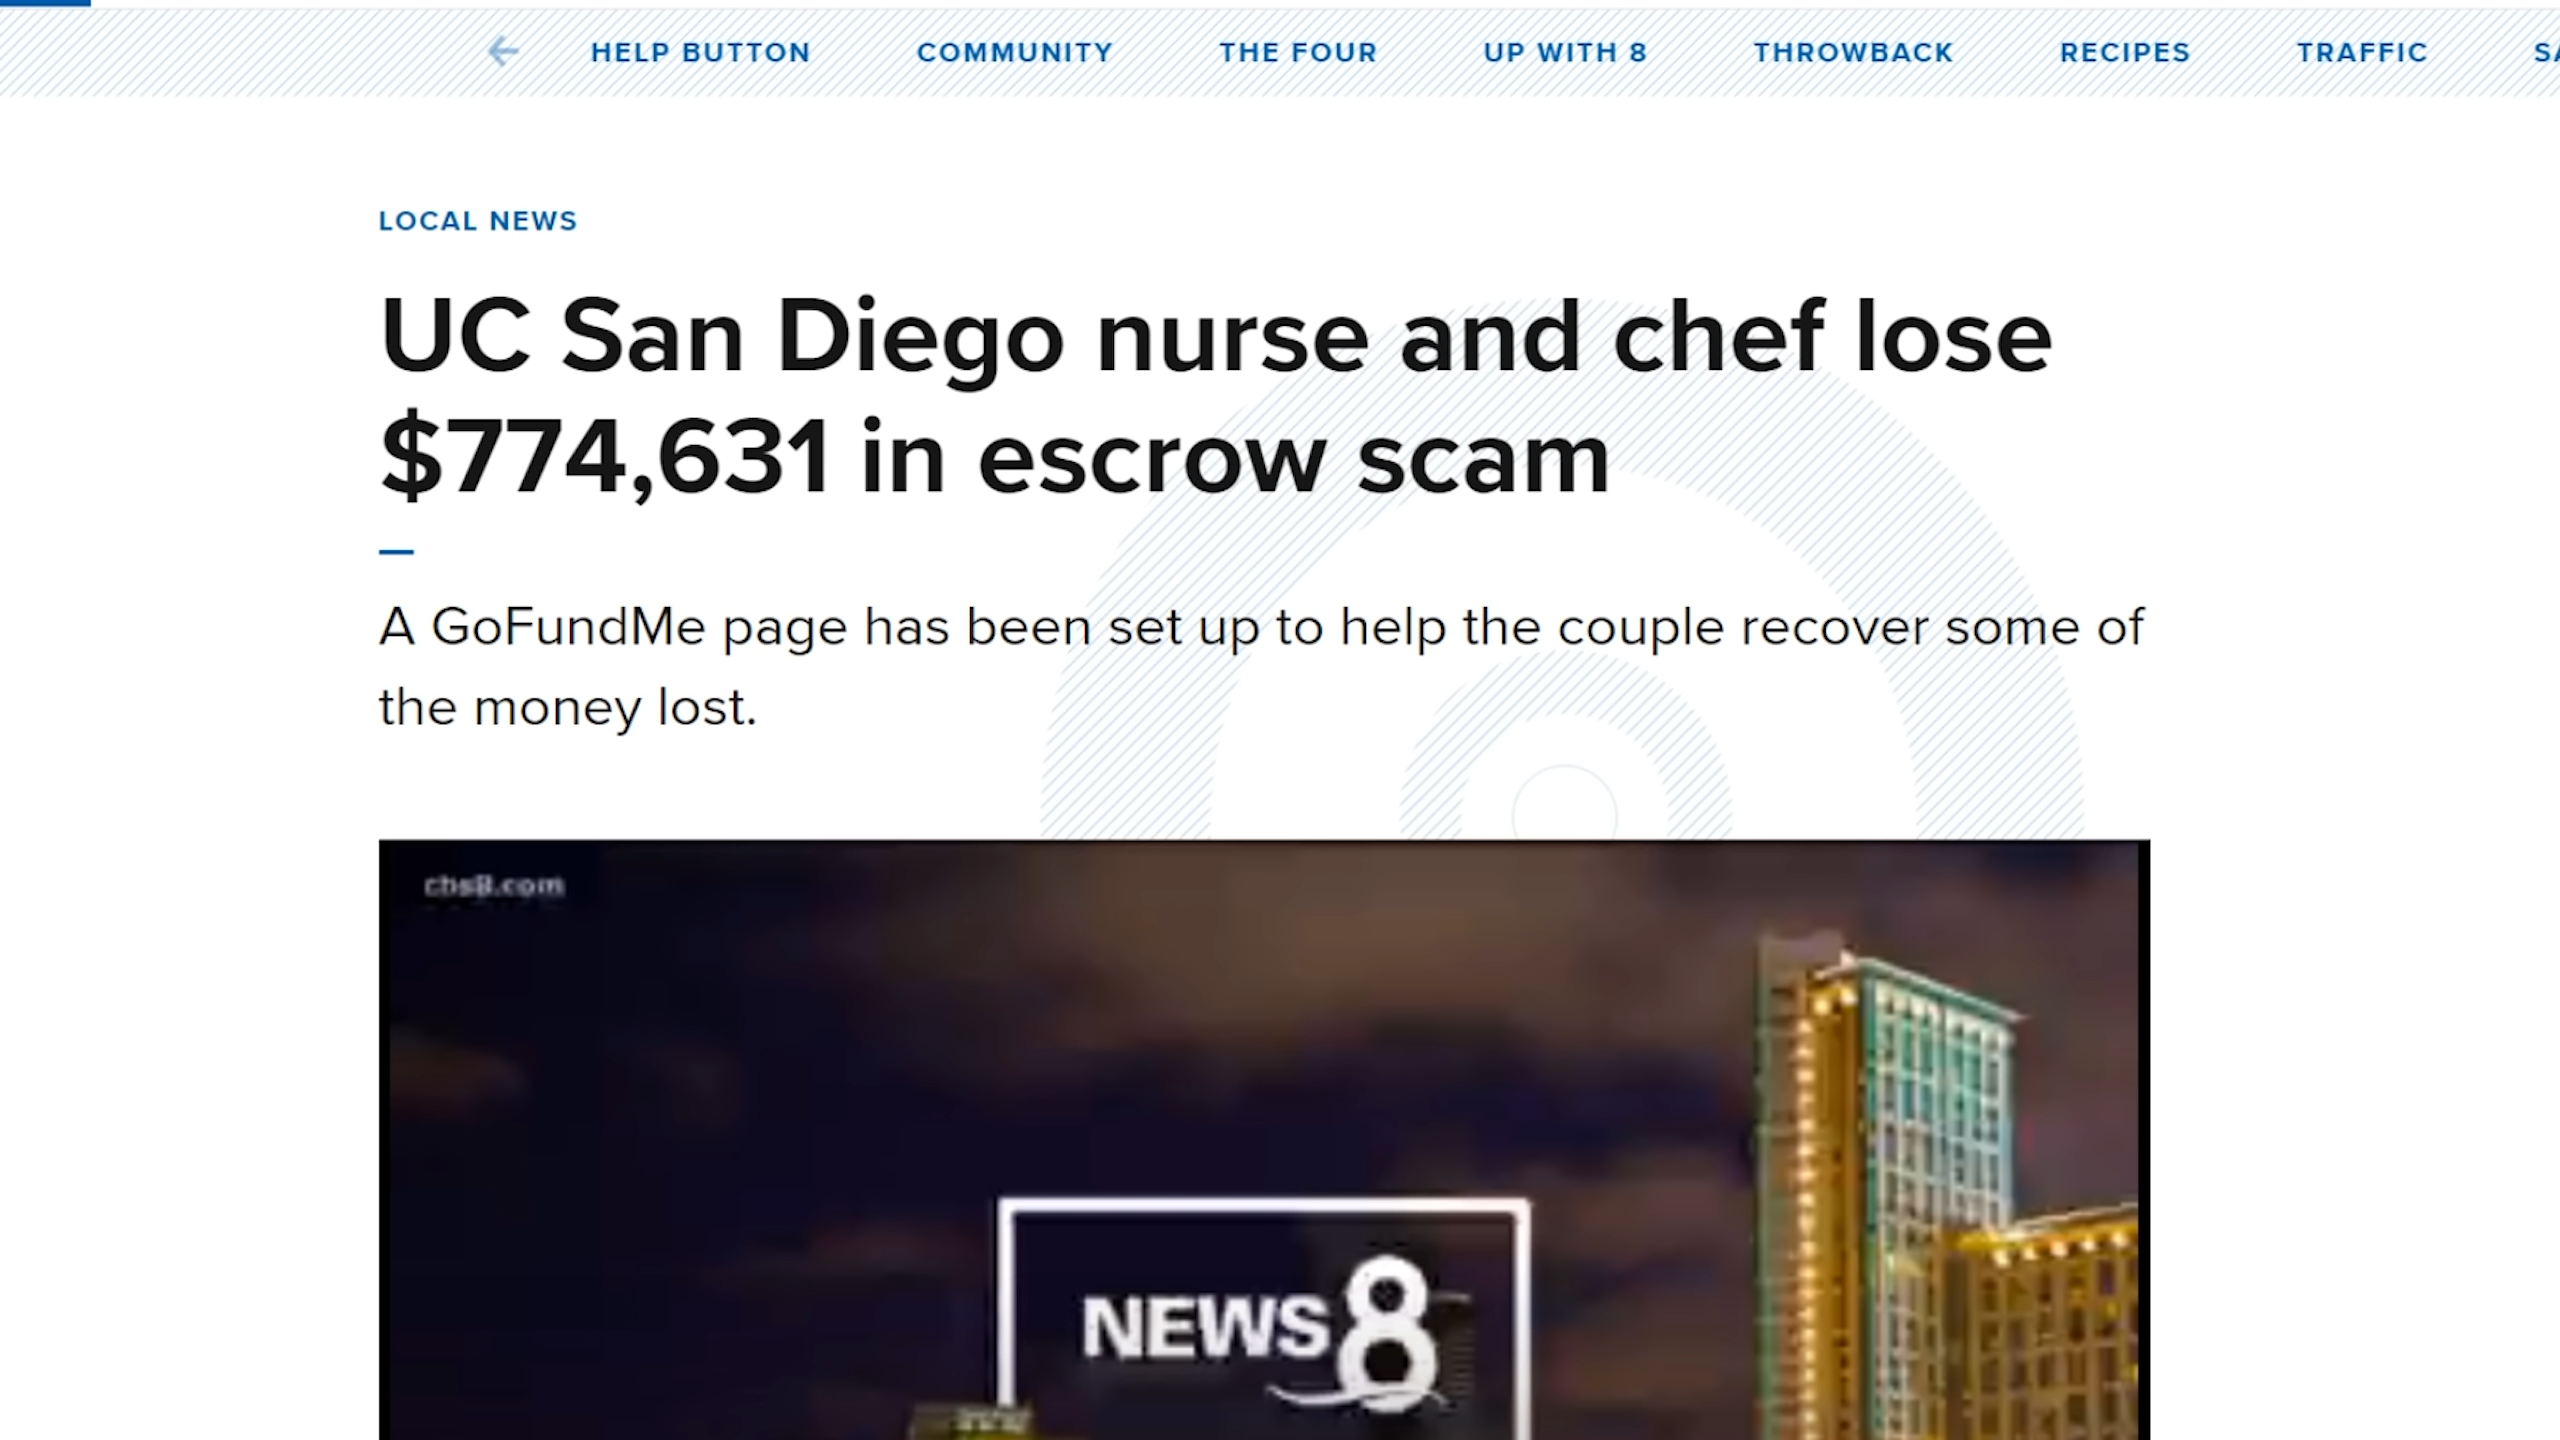 HELP BUTTON COMMUNITY THE FOUR UP WITH 8 THROWBACK RECIPES TRAFFIC
LOCAL NEWS
UC San Diego nurse and chef lose
$774,631 in escrow scam
A GoFundMe page has been set up to help the couple recover some of
the money lost.
cbs8.com
NEWS 8